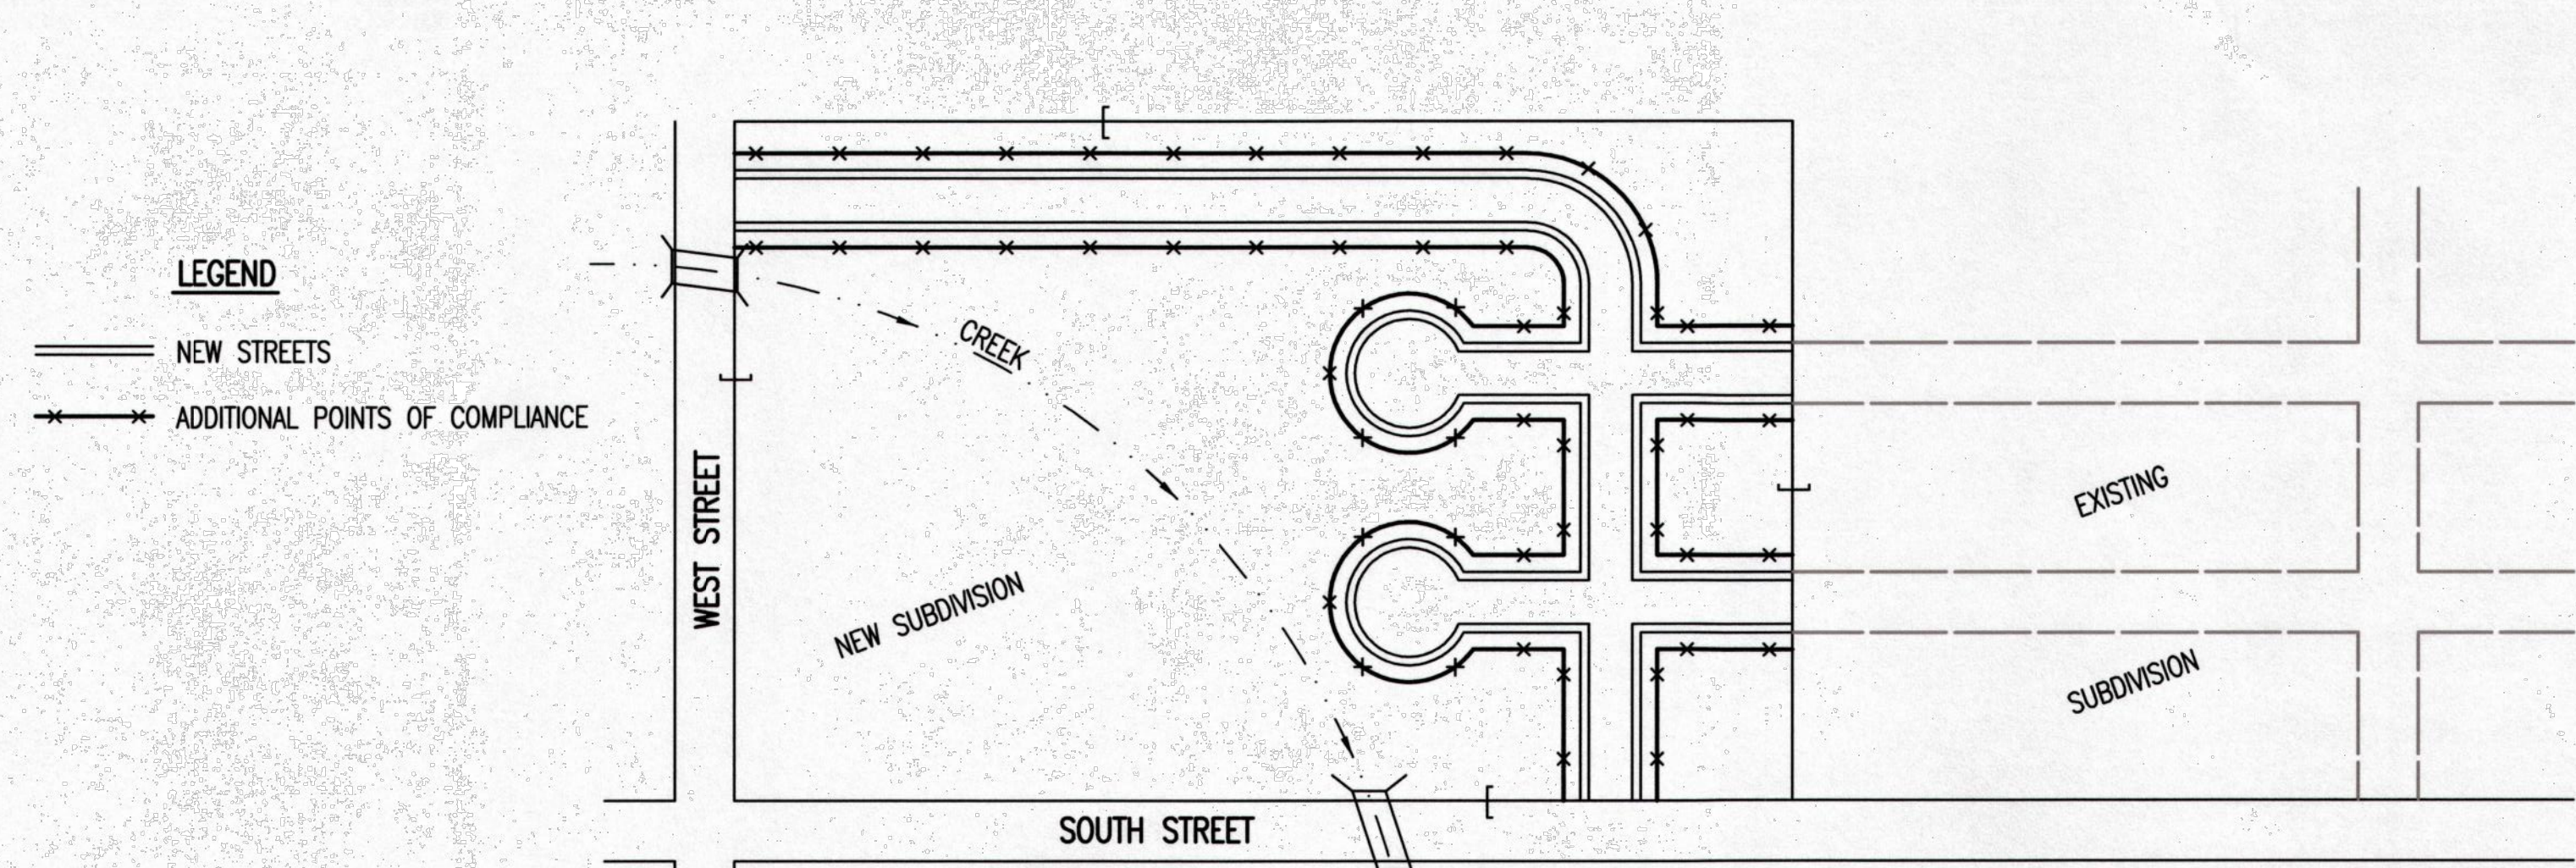 LEGEND
NEW STREETS
ADDITIONAL POINTS OF COMPLIANCE
WEST STREET
CREEK
NEW SUBDIVISION
EXISTING
SUBDIVISION
SOUTH STREET